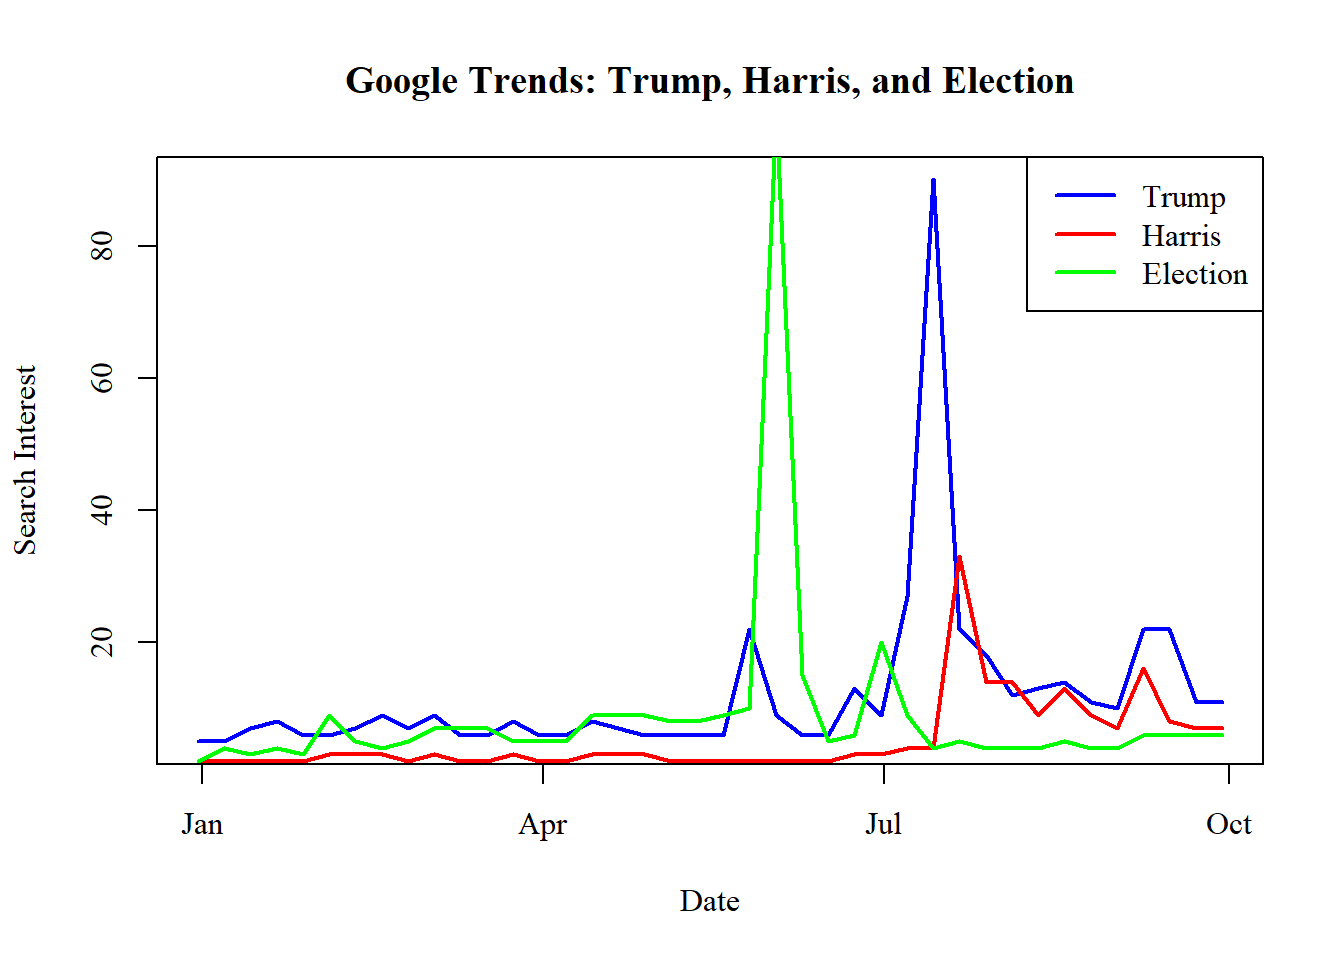 Google Trends: Trump, Harris, and Election
Trump
Harris
Election
Search Interest
80
60
40
20
Jan
Apr
Jul
Oct
Date